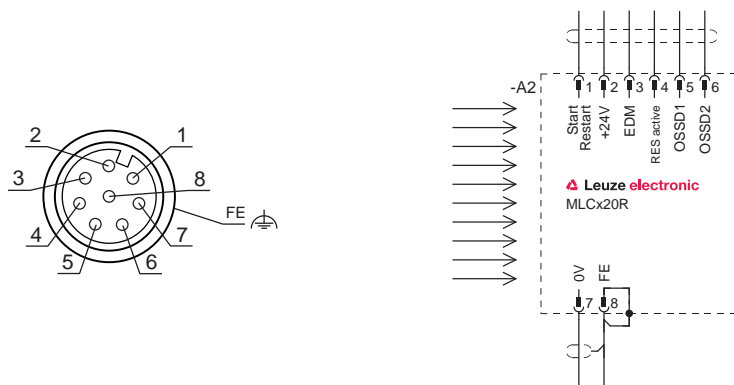 2
1
3
8
4
7
5
6
FE
-A2
1 2 3 4 5 6
Start
Restart
+24V
EDM
RES active
OSSD1
OSSD2
Leuze electronic
MLCx20R
0V
FE
7 8